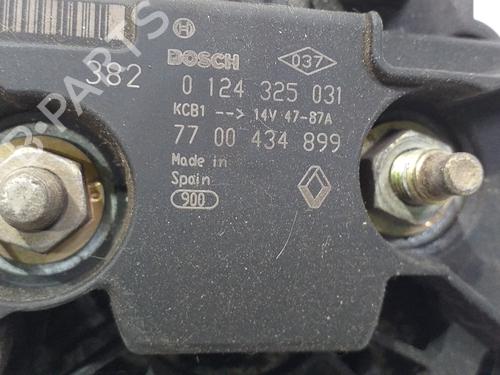 BOSCH 037
382 0 124 325 031
KCB1 --> 14V 47-87A
77 00 434 899
Made in
Spain
900